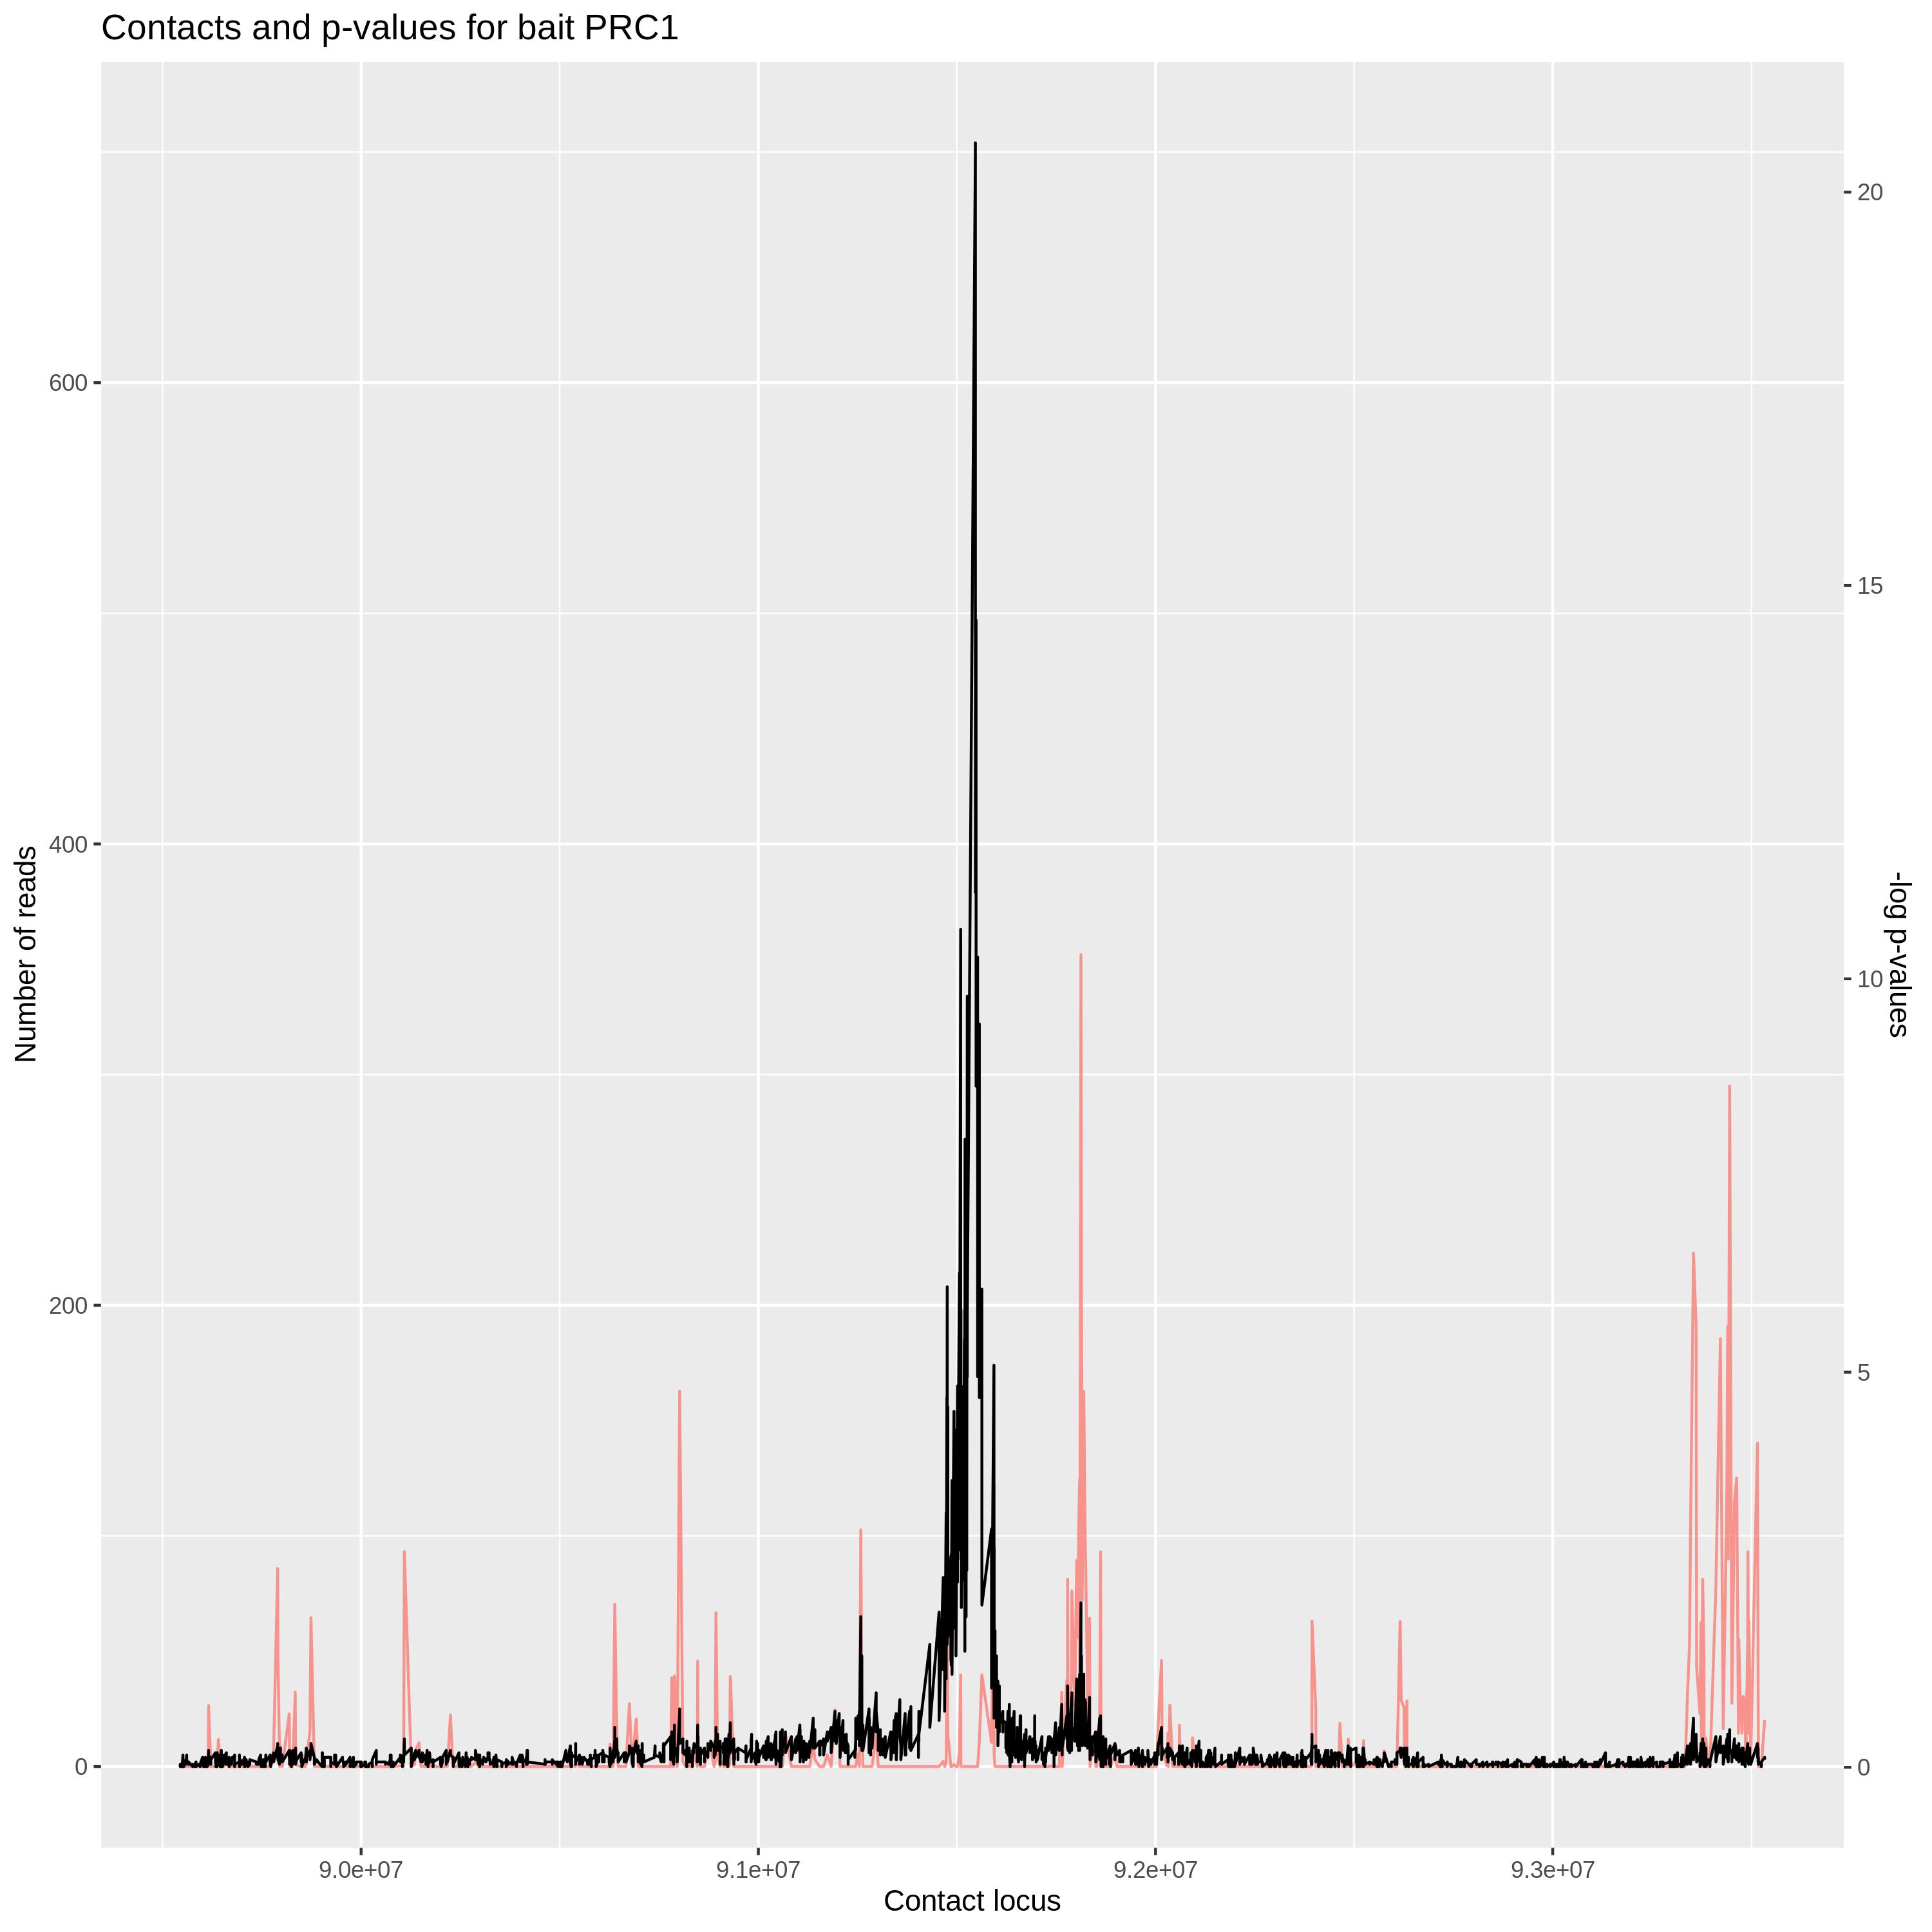 Contacts and p-values for bait PRC1
Number of reads
600
400
200
0
20
15
10
5
0
-log p-values
9.0e+07
9.1e+07
9.2e+07
9.3e+07
Contact locus